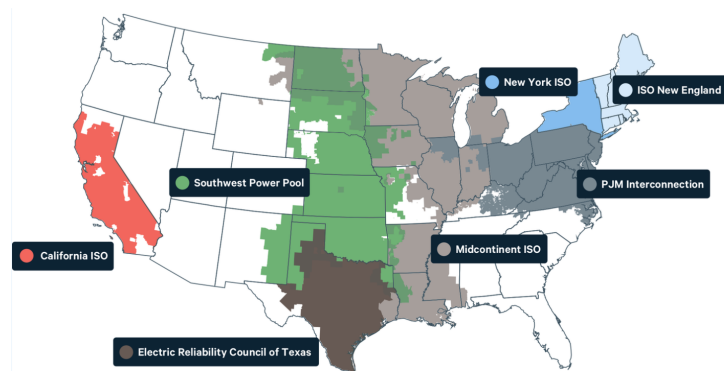 New York ISO
ISO New England
Southwest Power Pool
PJM Interconnection
California ISO
Midcontinent ISO
Electric Reliability Council of Texas